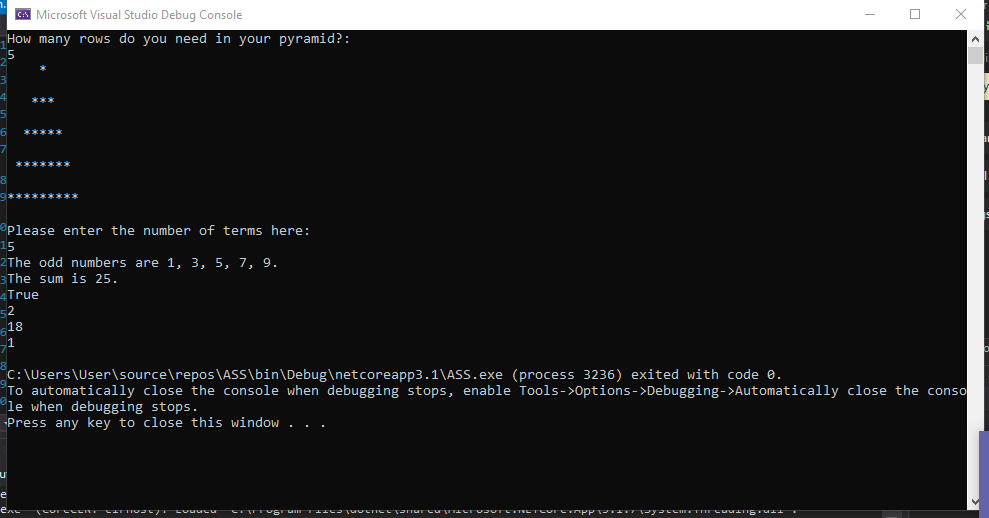 Microsoft Visual Studio Debug Console
How many rows do you need in your pyramid?:
5
    *
   ***
  *****
 *******
*********
Please enter the number of terms here:
5
The odd numbers are 1, 3, 5, 7, 9.
The sum is 25.
True
2
18
1
C:\Users\User\source\repos\ASS\bin\Debug\netcoreapp3.1\ASS.exe (process 3236) exited with code 0.
To automatically close the console when debugging stops, enable Tools->Options->Debugging->Automatically close the conso
le when debugging stops.
Press any key to close this window . . .